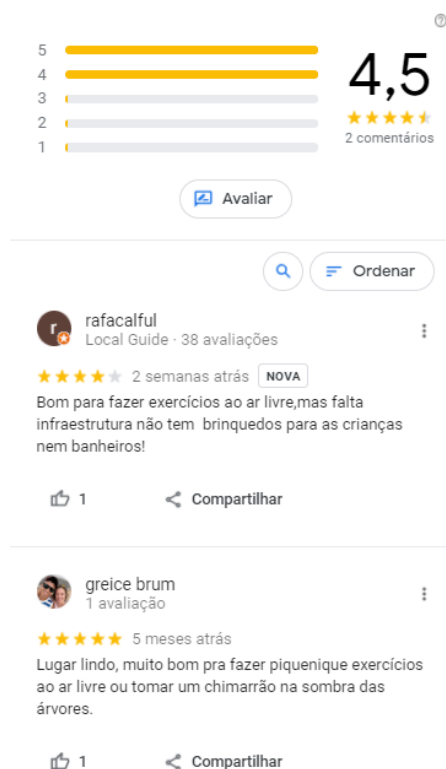 5
4
3
2
1
4,5
2 comentários
Avaliar
Ordenar
r
rafacalful
Local Guide · 38 avaliações
2 semanas atrás NOVA
Bom para fazer exercícios ao ar livre,mas falta
infraestrutura não tem brinquedos para as crianças
nem banheiros!
1 Compartilhar
greice brum
1 avaliação
5 meses atrás
Lugar lindo, muito bom pra fazer piquenique exercícios
ao ar livre ou tomar um chimarrão na sombra das
árvores.
1 Compartilhar